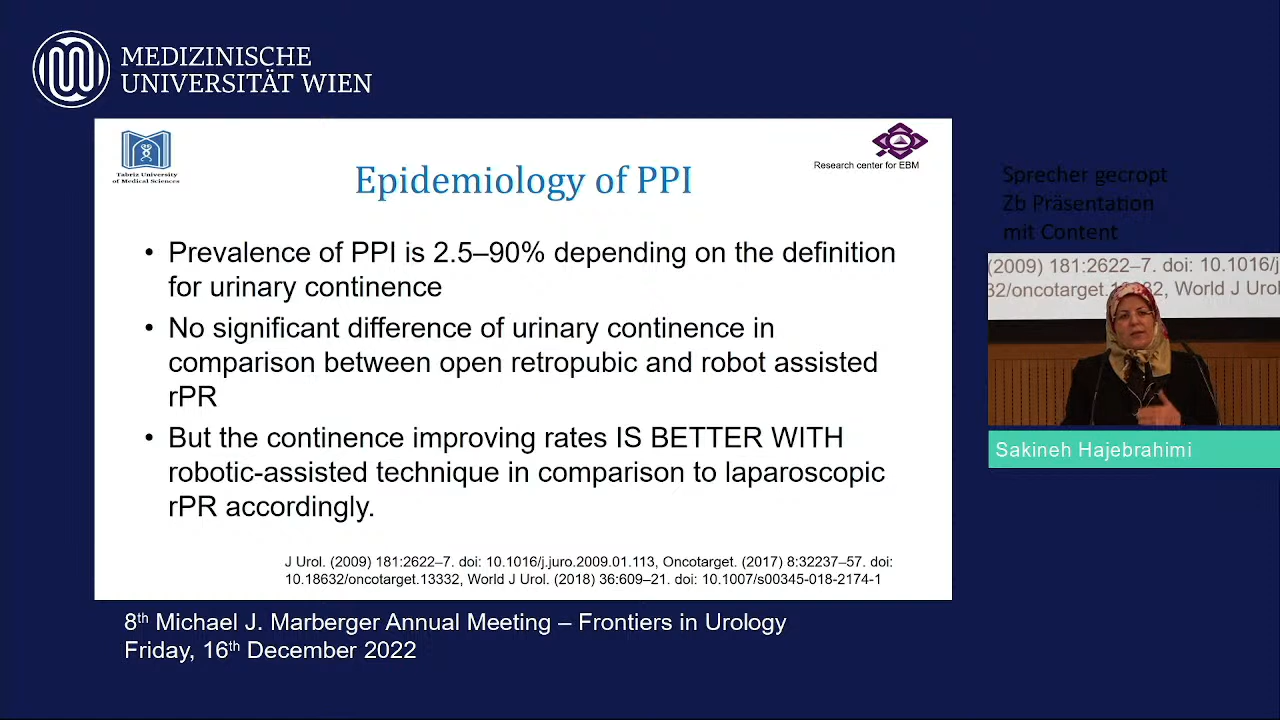 MEDIZINISCHE
UNIVERSITÄT WIEN
Tabriz University
of Medical Sciences
Research center for EBM
Epidemiology of PPI
• Prevalence of PPI is 2.5–90% depending on the definition
for urinary continence
• No significant difference of urinary continence in
comparison between open retropubic and robot assisted
rPR
• But the continence improving rates IS BETTER WITH
robotic-assisted technique in comparison to laparoscopic
rPR accordingly.
J Urol. (2009) 181:2622–7. doi: 10.1016/j.juro.2009.01.113, Oncotarget. (2017) 8:32237–57. doi:
10.18632/oncotarget.13332, World J Urol. (2018) 36:609–21. doi: 10.1007/s00345-018-2174-1
Sprecher gecropt
Zb Präsentation
mit Content
(2009) 181:2622–7. doi: 10.1016/j
32/oncotarget.13332, World J Urol
Sakineh Hajebrahimi
8th Michael J. Marberger Annual Meeting – Frontiers in Urology
Friday, 16th December 2022